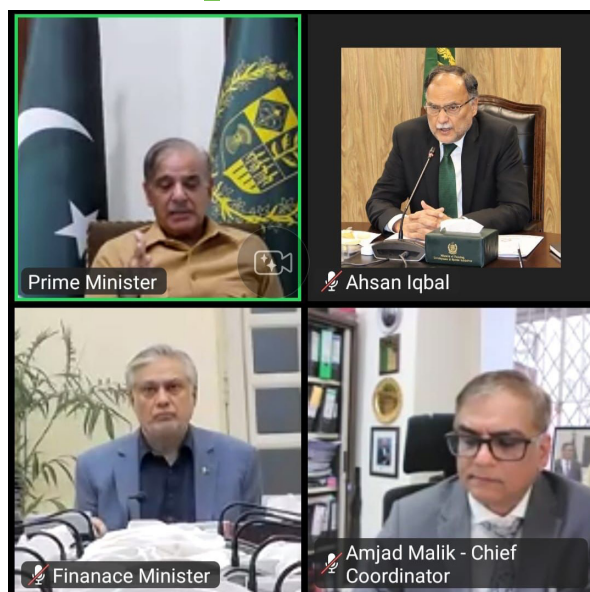 Prime Minister
Ahsan Iqbal
Finanace Minister
Amjad Malik - Chief
Coordinator